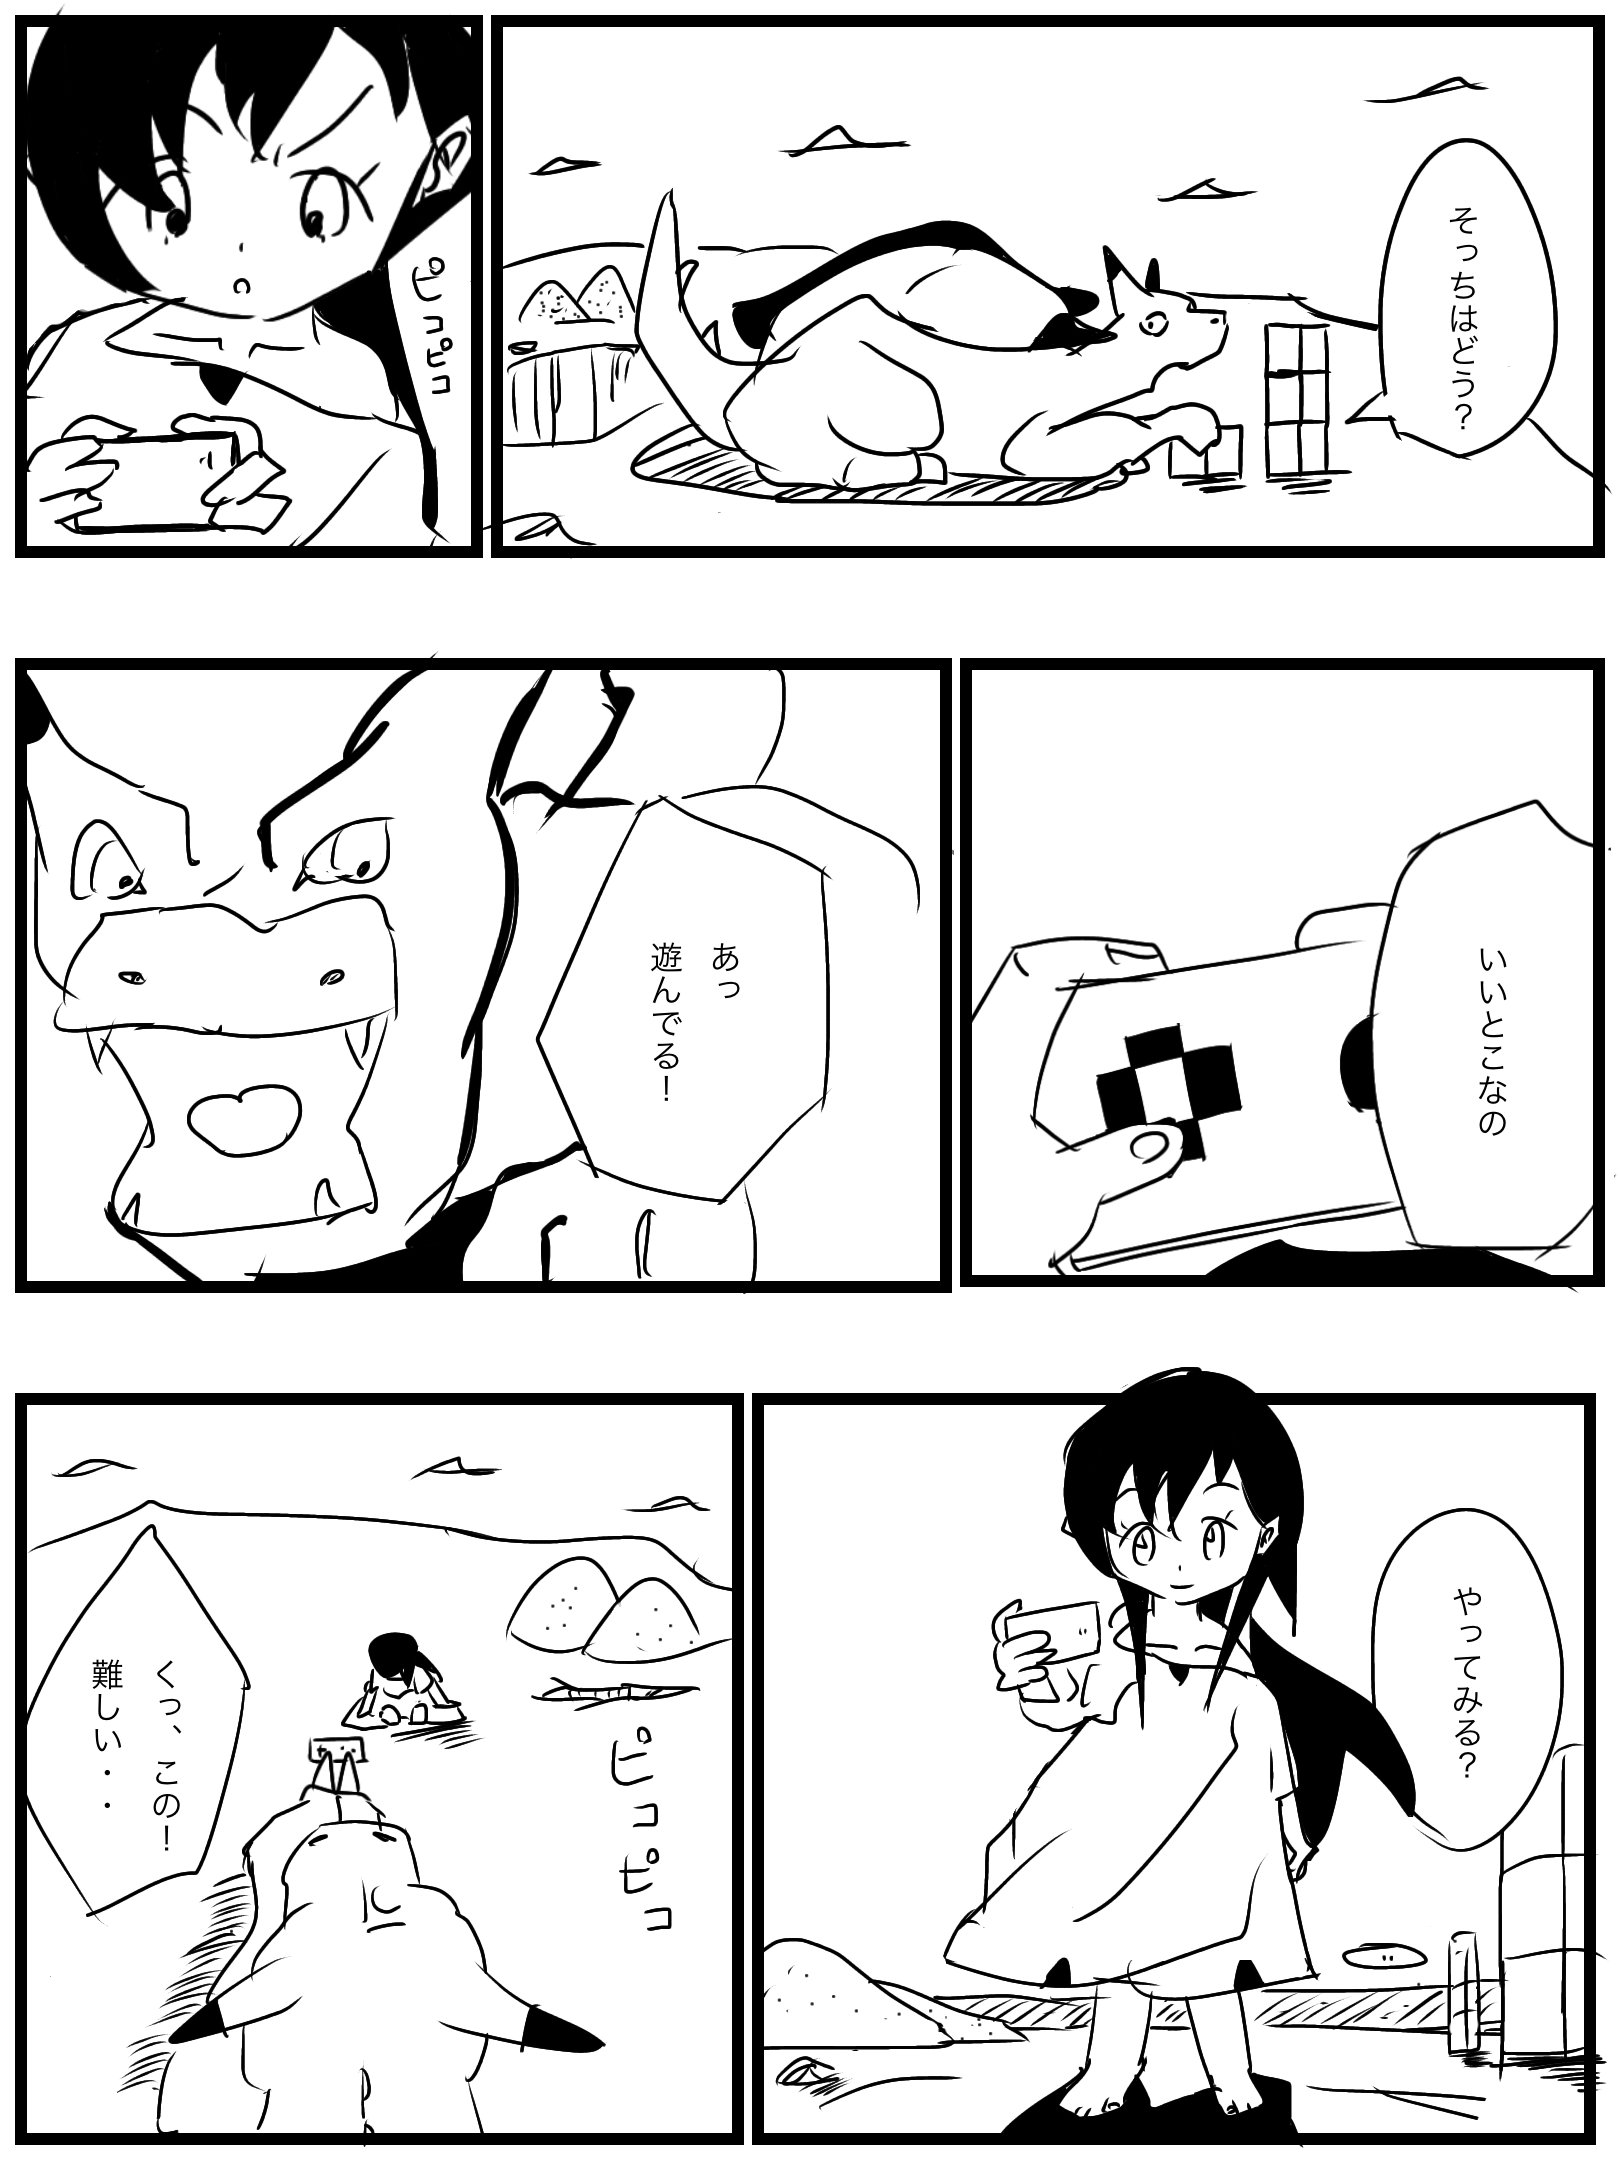 そっちはどう？
ピコピコ
いいとこなの
あっ
遊んでる！
やってみる？
ピコピコ
くっ、この！
難しい・・